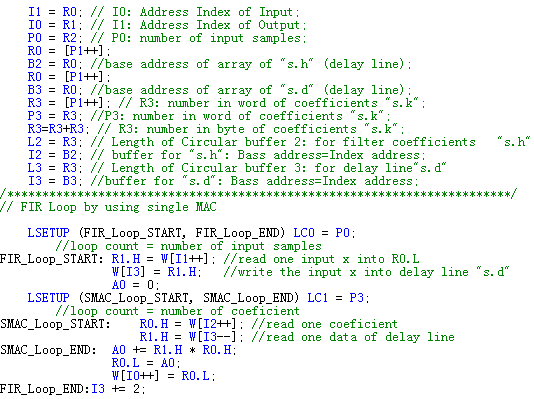 I1 = R0; // I0: Address Index of Input;
I0 = R1; // I1: Address Index of Output;
P0 = R2; // P0: number of input samples;
R0 = [P1++];
B2 = R0; //base address of array of "s.h" (delay line);
R0 = [P1++];
B3 = R0; //base address of array of "s.d" (delay line);
R3 = [P1++]; // R3: number in word of coefficients "s.k";
P3 = R3; //P3: number in word of coefficients "s.k";
R3=R3+R3; // R3: number in byte of coefficients "s.k";
L2 = R3; // Length of Circular buffer 2: for filter coefficients "s.h"
I2 = B2; // buffer for "s.h": Bass address=Index address;
L3 = R3; // Length of Circular buffer 3: for delay line"s.d"
I3 = B3; //buffer for "s.d": Bass address=Index address;
/************************************************************************/
// FIR Loop by using single MAC
LSETUP (FIR_Loop_START, FIR_Loop_END) LC0 = P0;
//loop count = number of input samples
FIR_Loop_START: R1.H = W[I1++]; //read one input x into R0.L
W[I3] = R1.H; //write the input x into delay line "s.d"
A0 = 0;
LSETUP (SMAC_Loop_START, SMAC_Loop_END) LC1 = P3;
//loop count = number of coeficient
SMAC_Loop_START: R0.H = W[I2++]; //read one coeficient
R1.H = W[I3--]; //read one data of delay line
SMAC_Loop_END: A0 += R1.H * R0.H;
R0.L = A0;
W[I0++] = R0.L;
FIR_Loop_END:I3 += 2;